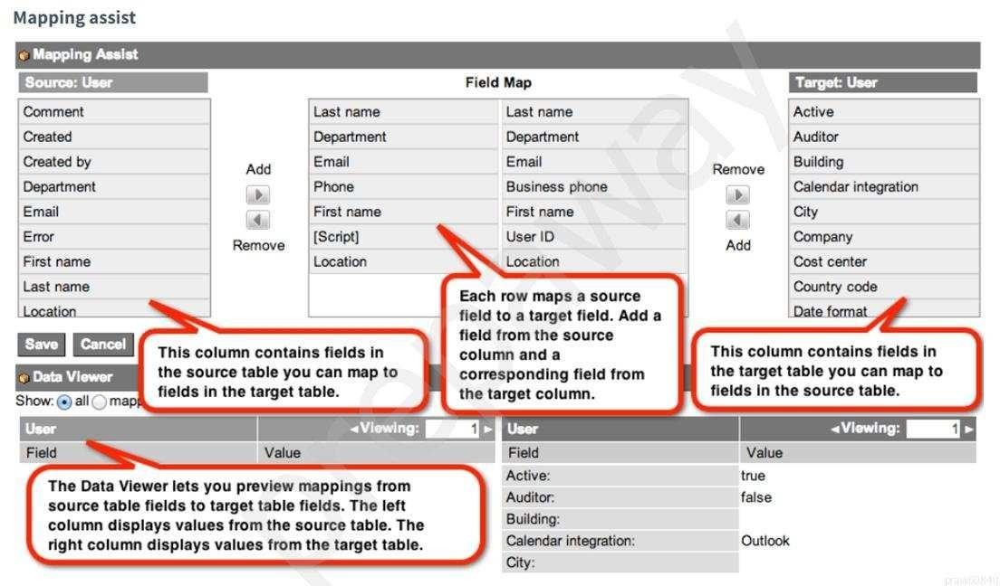 Mapping assist
Mapping Assist
Source: User
Field Map
Target: User
Comment
Created
Created by
Department
Email
Error
First name
Last name
Location
Add
Remove
Last name Last name
Department Department
Email Email
Phone Business phone
First name First name
[Script] User ID
Location Location
Remove
Add
Active
Auditor
Building
Calendar integration
City
Company
Cost center
Country code
Date format
Each row maps a source
field to a target field. Add a
field from the source
column and a
corresponding field from
the target column.
This column contains fields in
the source table you can map to
fields in the target table.
This column contains fields in
the target table you can map to
fields in the source table.
Save Cancel
Data Viewer
Show: all
User Viewing: 1
Field Value
The Data Viewer lets you preview mappings from
source table fields to target table fields. The left
column displays values from the source table. The
right column displays values from the target table.
User Viewing: 1
Field Value
Active: true
Auditor: false
Building:
Calendar integration: Outlook
City: